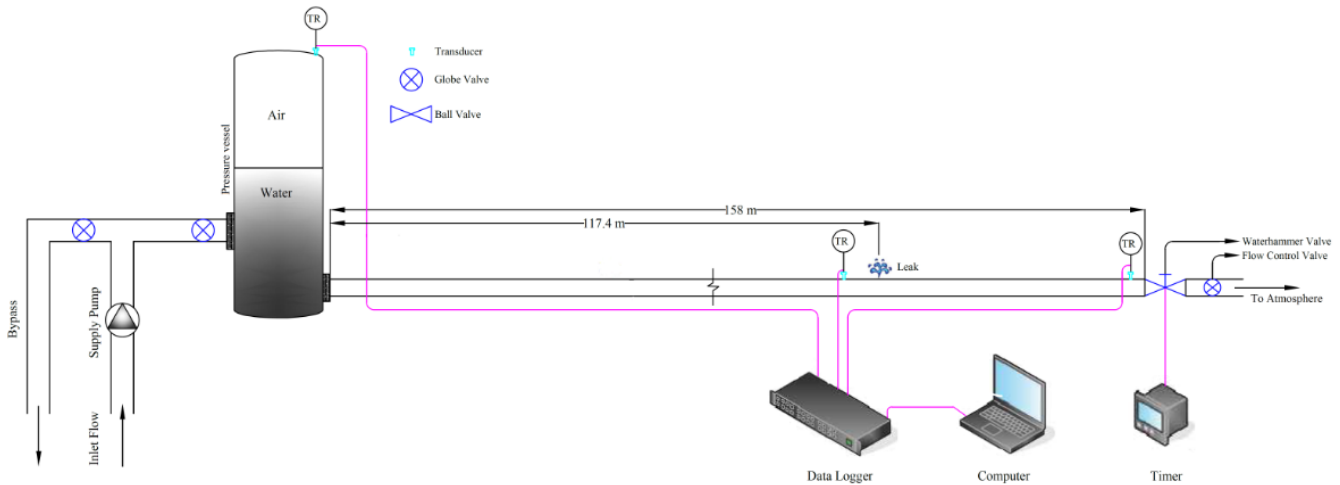 TR
Transducer
Globe Valve
Ball Valve
Air
Pressure vessel
Water
158 m
117.4 m
TR
TR
Leak
Waterhammer Valve
Flow Control Valve
To Atmosphere
Bypass
Supply Pump
Inlet Flow
Data Logger
Computer
Timer